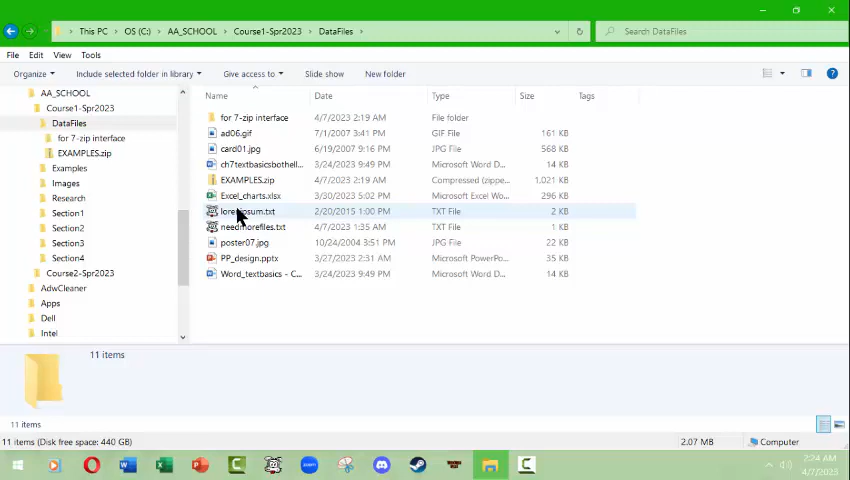 This PC > OS (C:) > AA_SCHOOL > Course1-Spr2023 > DataFiles >
Search DataFiles
File Edit View Tools
Organize Include selected folder in library Give access to Slide show New folder
AA_SCHOOL
Course1-Spr2023
DataFiles
for 7-zip interface
EXAMPLES.zip
Examples
Images
Research
Section1
Section2
Section3
Section4
Course2-Spr2023
AdwCleaner
Apps
Dell
Intel
Name Date Type Size Tags
for 7-zip interface 4/7/2023 2:19 AM File folder
ad06.gif 7/1/2007 3:41 PM GIF File 161 KB
card01.jpg 6/19/2007 9:16 PM JPG File 568 KB
ch7textbasicsbothell... 3/24/2023 9:49 PM Microsoft Word D... 14 KB
EXAMPLES.zip 4/7/2023 2:19 AM Compressed (zippe... 1,021 KB
Excel_charts.xlsx 3/30/2023 5:02 PM Microsoft Excel Wo... 296 KB
loremipsum.txt 2/20/2015 1:00 PM TXT File 2 KB
needmorefiles.txt 4/7/2023 1:35 AM TXT File 1 KB
poster07.jpg 10/24/2004 3:51 PM JPG File 22 KB
PP_design.pptx 3/27/2023 2:31 AM Microsoft PowerPo... 35 KB
Word_textbasics - C... 3/24/2023 9:49 PM Microsoft Word D... 14 KB
11 items
11 items
11 items (Disk free space: 440 GB) 2.07 MB Computer
2:24 AM
4/7/2023